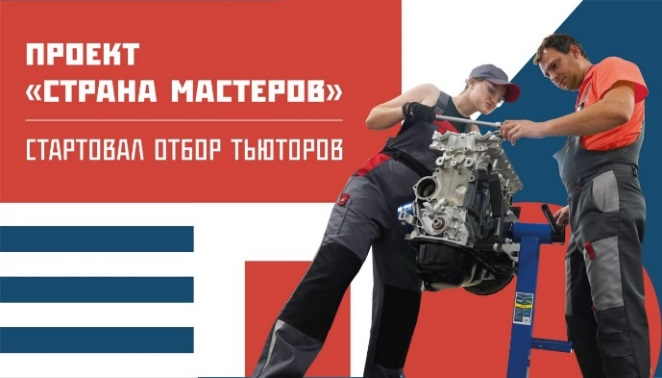 ПРОЕКТ
«СТРАНА МАСТЕРОВ»
СТАРТОВАЛ ОТБОР ТЬЮТОРОВ